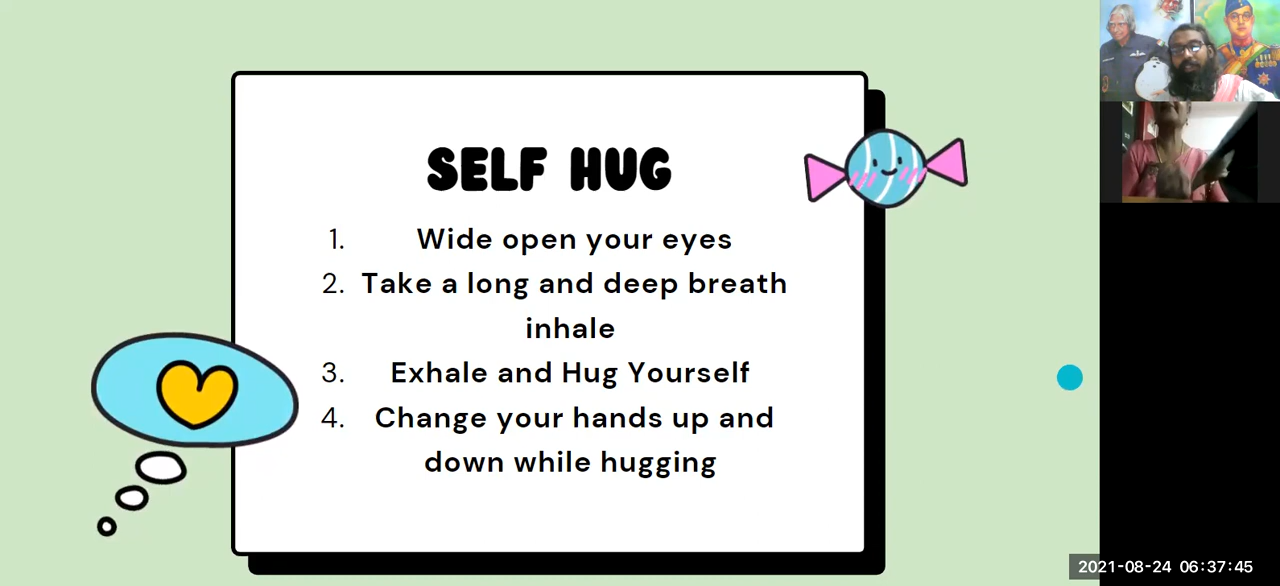 SELF HUG
1. Wide open your eyes
2. Take a long and deep breath
inhale
3. Exhale and Hug Yourself
4. Change your hands up and
down while hugging
2021-08-24 06:37:45